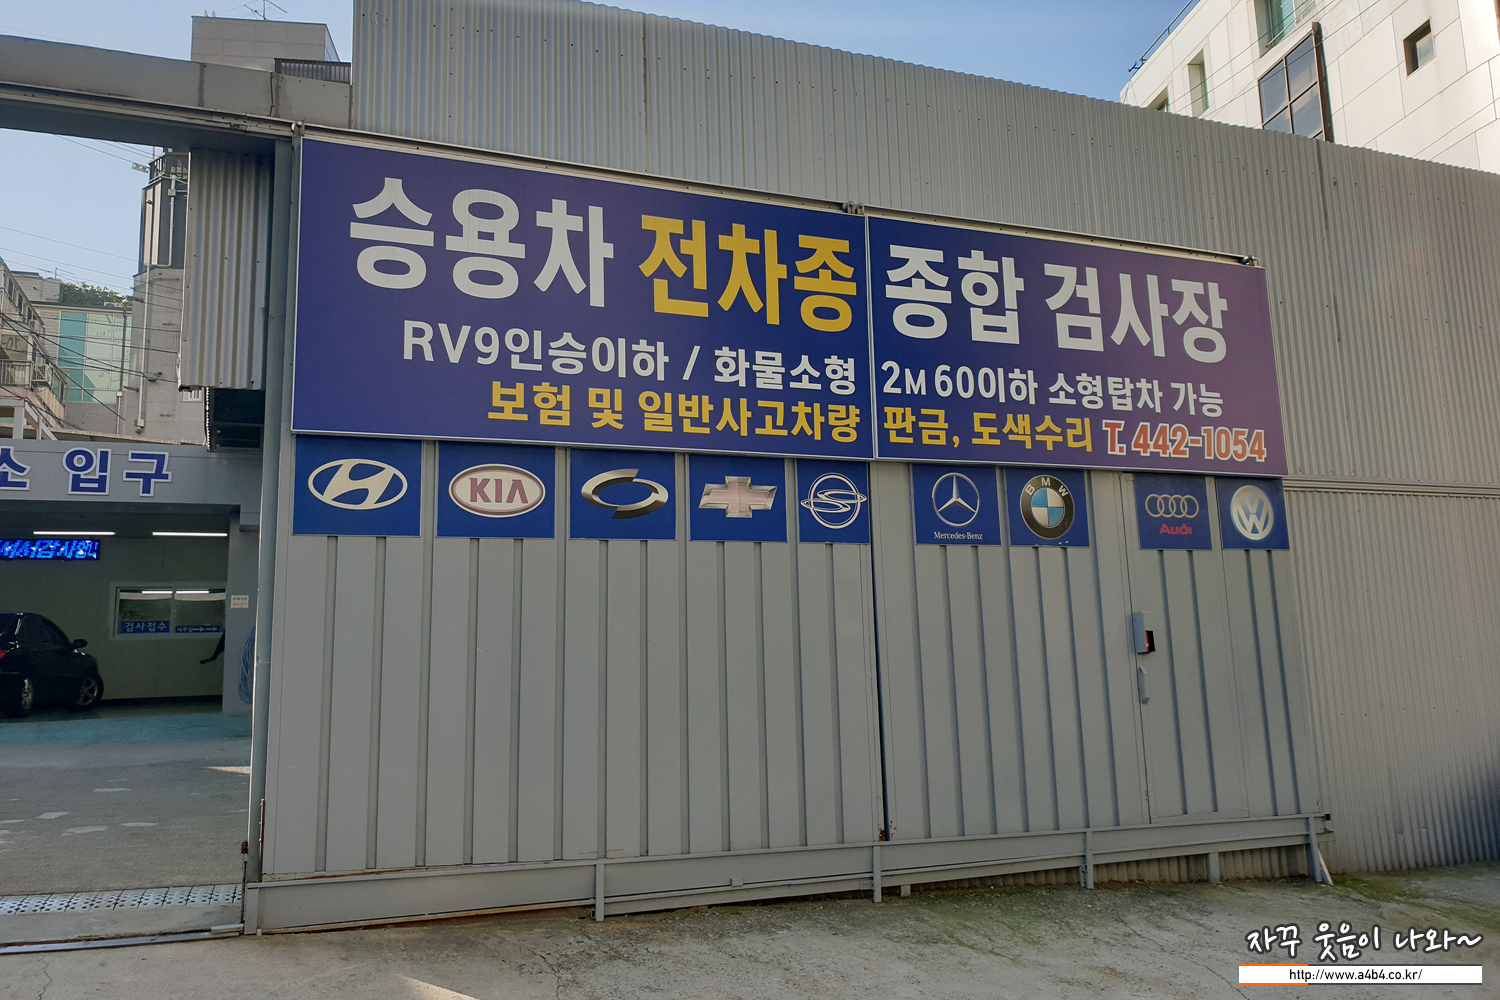 승용차 전차종 종합 검사장
RV9인승이하 / 화물소형 2M 60이하 소형탑차 가능
보험 및 일반사고차량 판금, 도색수리 T. 442-1054
KIA
Mercedes-Benz
BMW
Audi
소 입구
검사접수
자꾸 웃음이 나와~
http://www.a4b4.co.kr/